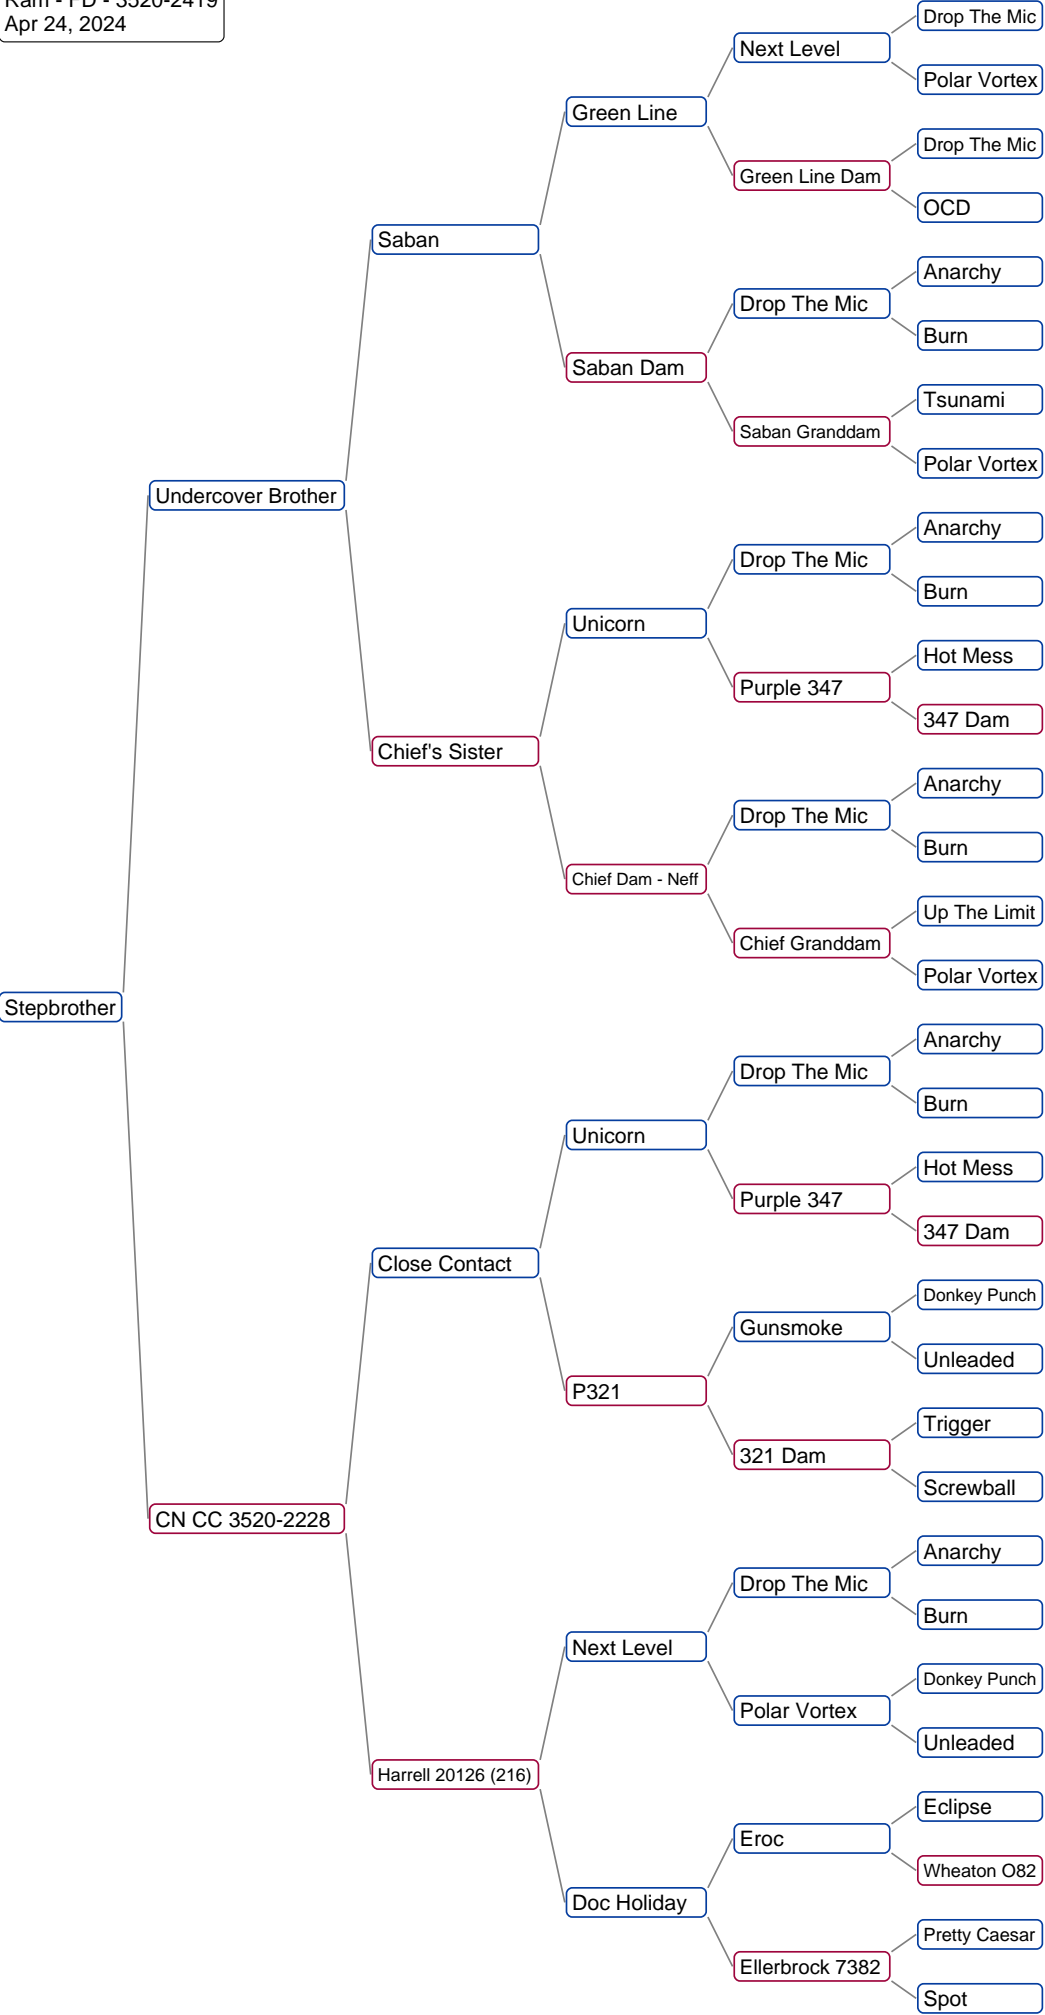 Ram - FD - 3520-2419
Apr 24, 2024
Drop The Mic
Next Level
Polar Vortex
Green Line
Drop The Mic
Green Line Dam
OCD
Saban
Anarchy
Drop The Mic
Burn
Saban Dam
Tsunami
Saban Granddam
Polar Vortex
Undercover Brother
Anarchy
Drop The Mic
Burn
Unicorn
Hot Mess
Purple 347
347 Dam
Chief's Sister
Anarchy
Drop The Mic
Burn
Chief Dam - Neff
Up The Limit
Chief Granddam
Polar Vortex
Stepbrother
Anarchy
Drop The Mic
Burn
Unicorn
Hot Mess
Purple 347
347 Dam
Close Contact
Donkey Punch
Gunsmoke
Unleaded
P321
Trigger
321 Dam
Screwball
CN CC 3520-2228
Anarchy
Drop The Mic
Burn
Next Level
Donkey Punch
Polar Vortex
Unleaded
Harrell 20126 (216)
Eclipse
Eroc
Wheaton O82
Doc Holiday
Pretty Caesar
Ellerbrock 7382
Spot